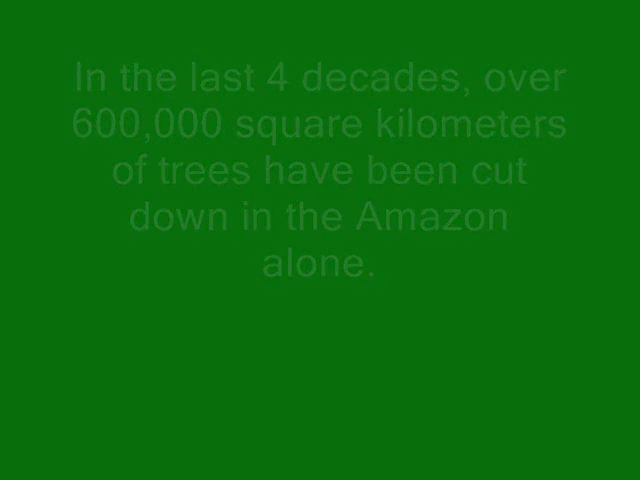 In the last 4 decades, over
600,000 square kilometers
of trees have been cut
down in the Amazon
alone.